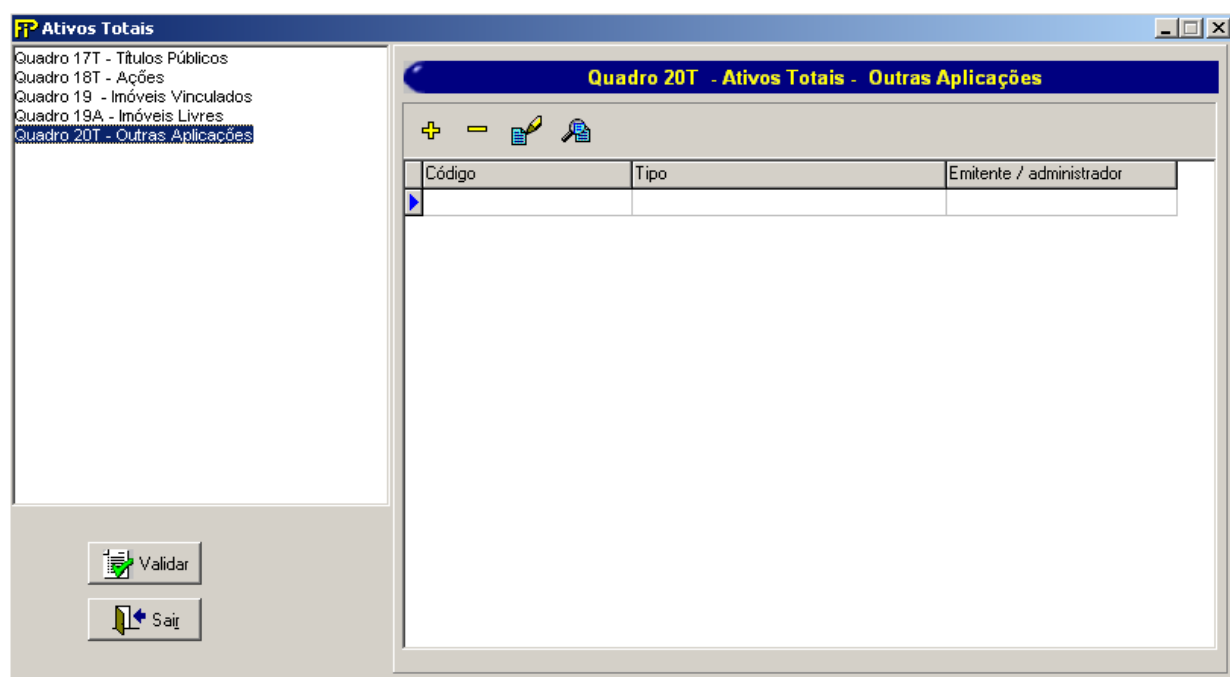 FIP Ativos Totais
Quadro 17T - Títulos Públicos
Quadro 18T - Ações
Quadro 19 - Imóveis Vinculados
Quadro 19A - Imóveis Livres
Quadro 20T - Outras Aplicações
Quadro 20T - Ativos Totais - Outras Aplicações
Código Tipo Emitente / administrador
Validar
Sair